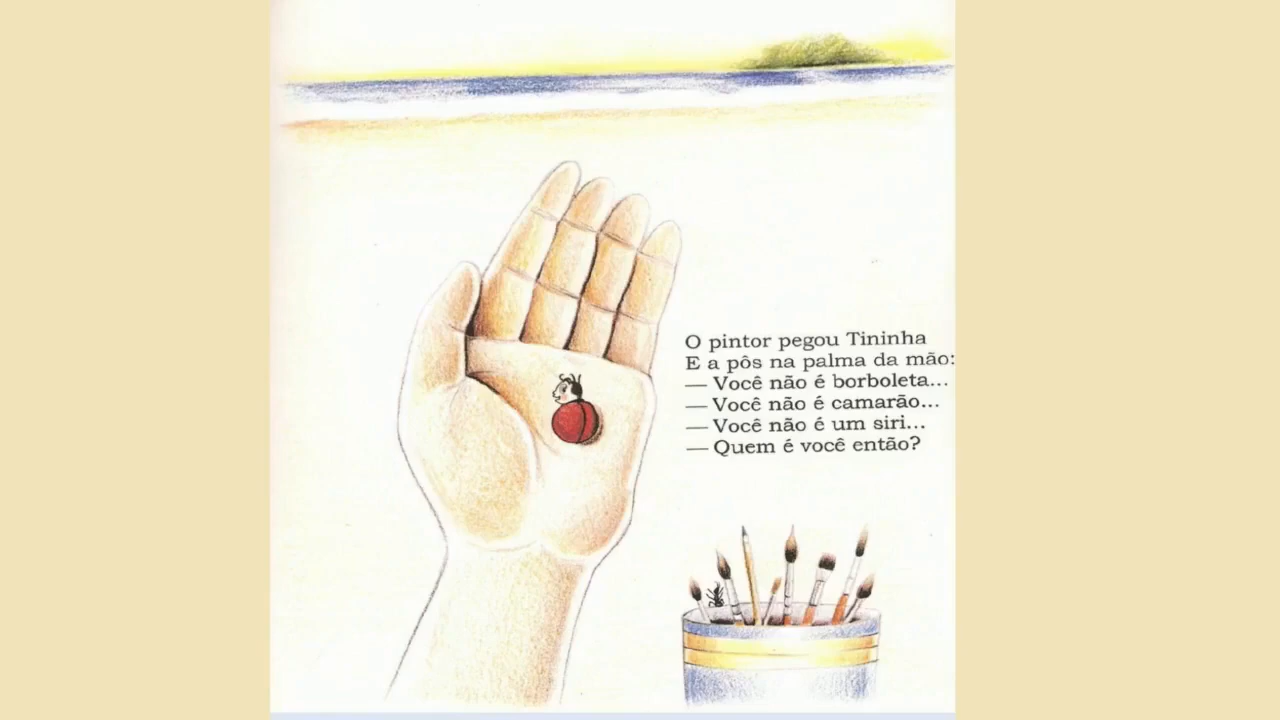 O pintor pegou Tininha
E a pôs na palma da mão:
— Você não é borboleta...
— Você não é camarão...
— Você não é um siri...
— Quem é você então?